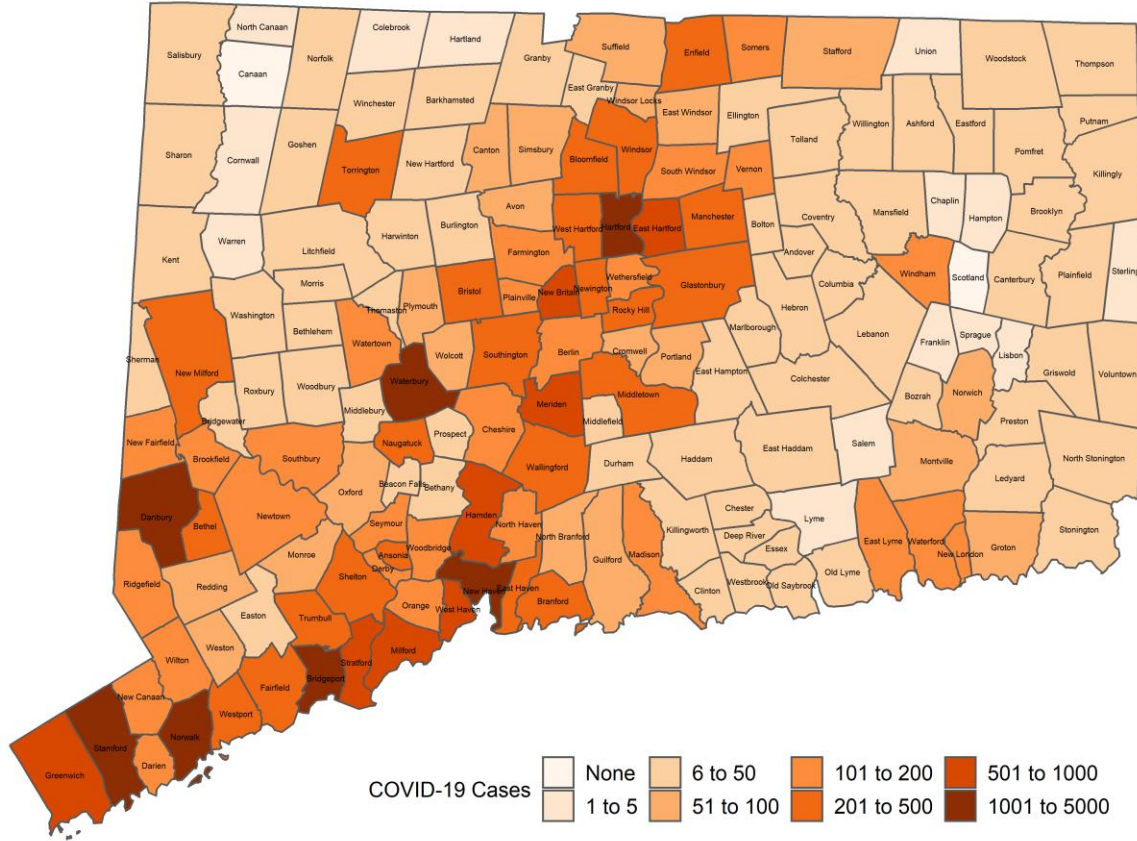 North Canaan
Colebrook
Hartland
Salisbury
Canaan
Norfolk
Granby
Suffield
Enfield
Somers
Stafford
Union
Woodstock
Thompson
East Granby
Winchester
Barkhamsted
Windsor Locks
East Windsor
Ellington
Putnam
Sharon
Cornwall
Goshen
Torrington
New Hartford
Canton
Simsbury
Bloomfield
Windsor
South Windsor
Vernon
Tolland
Willington
Ashford
Eastford
Pomfret
Killingly
Kent
Warren
Litchfield
Harwinton
Burlington
Avon
West Hartford
Hartford
East Hartford
Manchester
Bolton
Coventry
Mansfield
Chaplin
Hampton
Brooklyn
Morris
Farmington
Andover
Columbia
Windham
Scotland
Canterbury
Plainfield
Sterling
Washington
Bethlehem
Thomaston
Plymouth
Bristol
Plainville
New Britain
Newington
Wethersfield
Rocky Hill
Glastonbury
Marlborough
Hebron
Lebanon
Sherman
New Milford
Roxbury
Woodbury
Watertown
Wolcott
Southington
Berlin
Cromwell
Portland
East Hampton
Colchester
Franklin
Sprague
Lisbon
Griswold
Voluntown
Bridgewater
Middlebury
Waterbury
Meriden
Middletown
Middlefield
Bozrah
Norwich
Preston
New Fairfield
Brookfield
Southbury
Naugatuck
Prospect
Cheshire
Wallingford
Durham
Haddam
East Haddam
Salem
Montville
Ledyard
North Stonington
Danbury
Bethel
Newtown
Oxford
Beacon Falls
Bethany
Hamden
North Haven
North Branford
Guilford
Madison
Killingworth
Chester
Deep River
Essex
Lyme
East Lyme
Waterford
New London
Groton
Stonington
Ridgefield
Redding
Monroe
Seymour
Ansonia
Derby
Woodbridge
Shelton
Orange
West Haven
New Haven
East Haven
Branford
Clinton
Westbrook
Old Saybrook
Old Lyme
Easton
Trumbull
Wilton
Weston
Fairfield
Bridgeport
Stratford
Milford
New Canaan
Westport
Stamford
Norwalk
Darien
Greenwich
COVID-19 Cases
None
6 to 50
101 to 200
501 to 1000
1 to 5
51 to 100
201 to 500
1001 to 5000